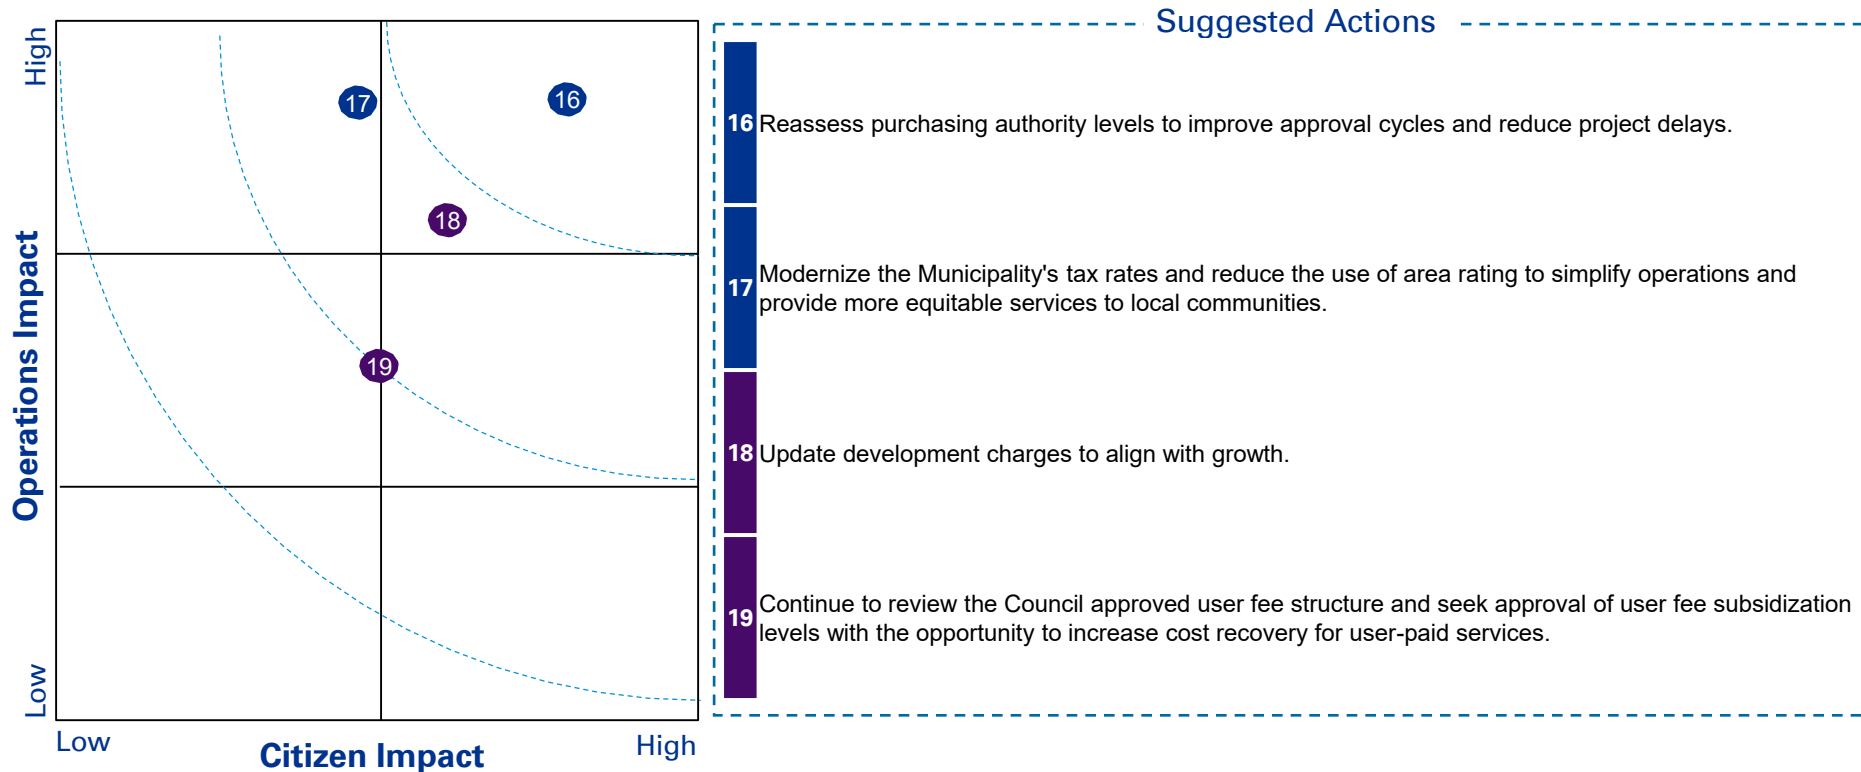 High
Operations Impact
Low
17
16
18
19
Low
Citizen Impact
High
Suggested Actions
16 Reassess purchasing authority levels to improve approval cycles and reduce project delays.
17 Modernize the Municipality's tax rates and reduce the use of area rating to simplify operations and
provide more equitable services to local communities.
18 Update development charges to align with growth.
19 Continue to review the Council approved user fee structure and seek approval of user fee subsidization
levels with the opportunity to increase cost recovery for user-paid services.